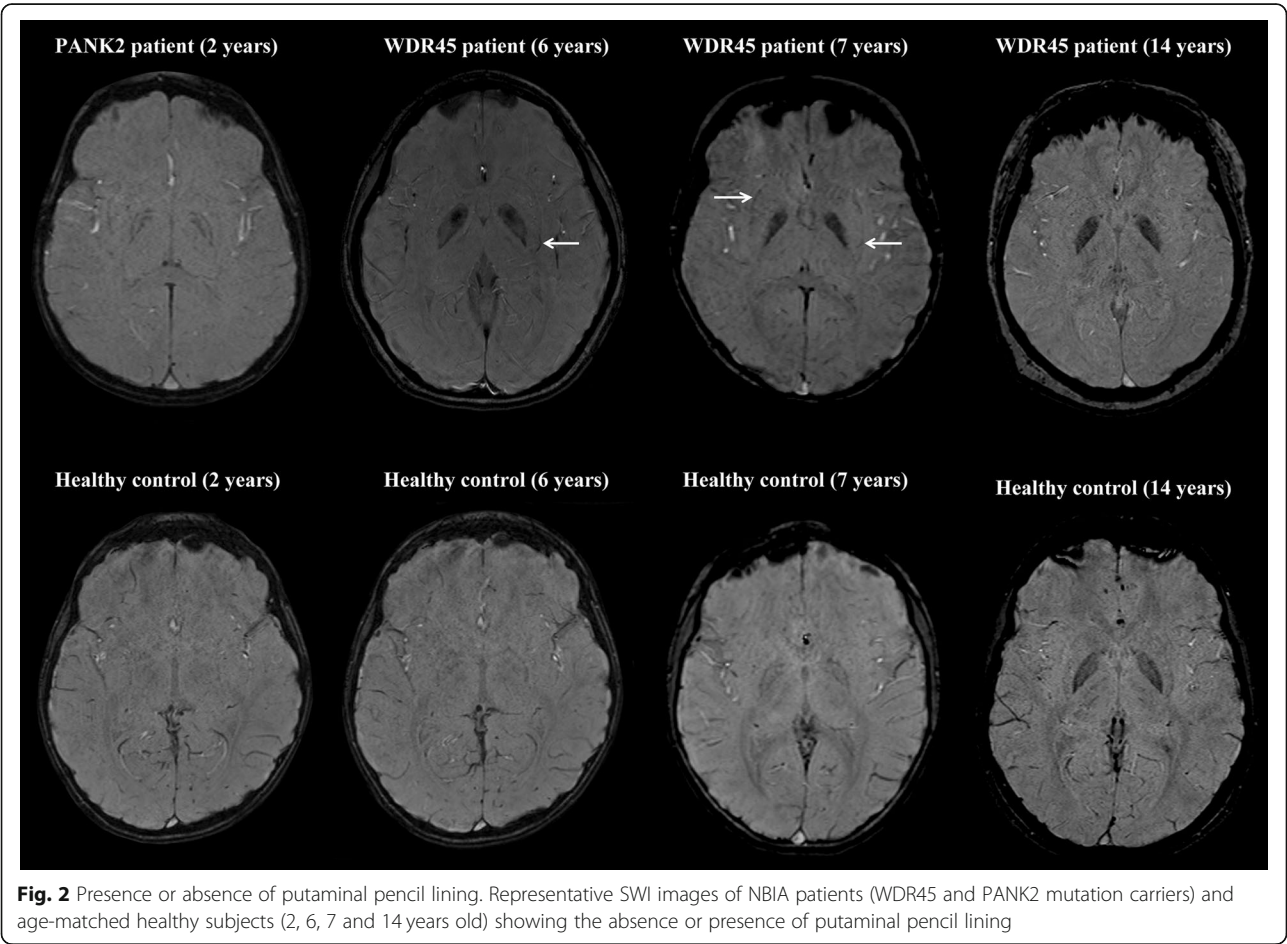 PANK2 patient (2 years) WDR45 patient (6 years) WDR45 patient (7 years) WDR45 patient (14 years)
Healthy control (2 years) Healthy control (6 years) Healthy control (7 years) Healthy control (14 years)
Fig. 2 Presence or absence of putaminal pencil lining. Representative SWI images of NBIA patients (WDR45 and PANK2 mutation carriers) and
age-matched healthy subjects (2, 6, 7 and 14 years old) showing the absence or presence of putaminal pencil lining